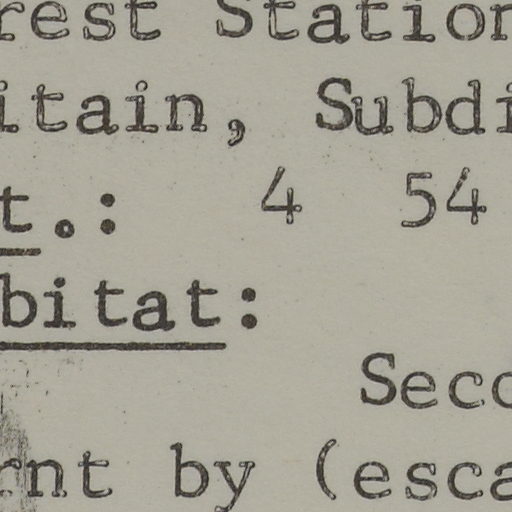 rest Station
itain, Subdi
t.: 4 54
bitat:
Seco
rnt by (esca